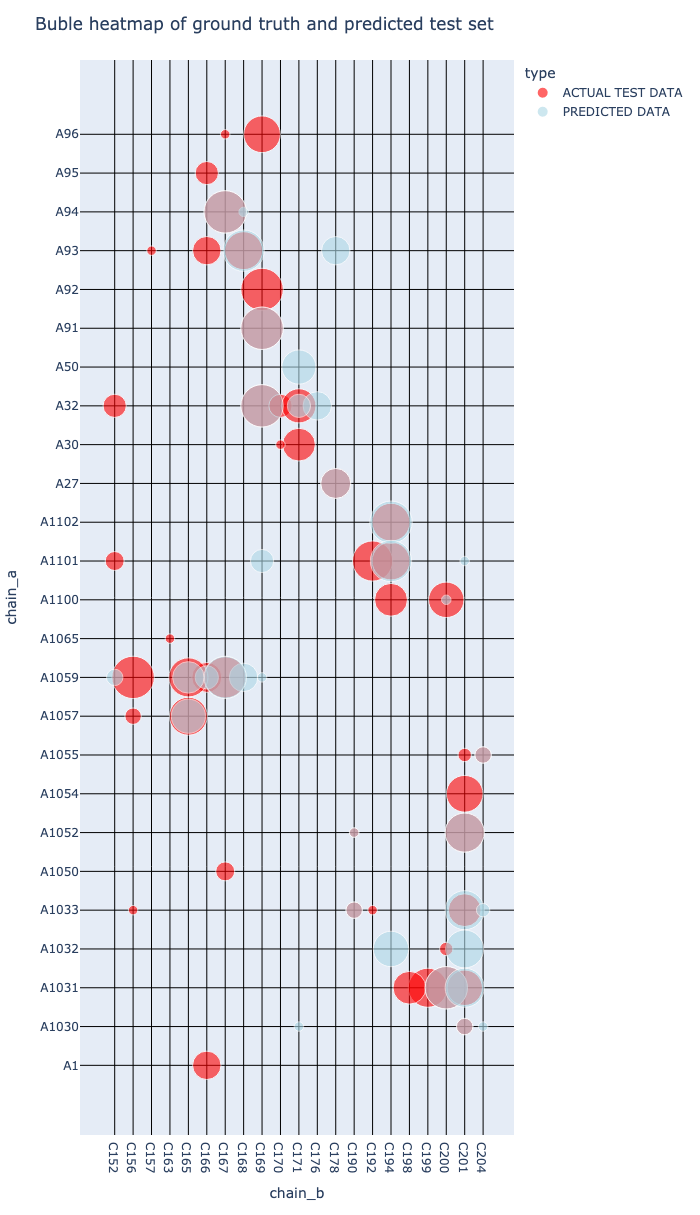 Buble heatmap of ground truth and predicted test set
type
ACTUAL TEST DATA
PREDICTED DATA
chain_a
A96
A95
A94
A93
A92
A91
A50
A32
A30
A27
A1102
A1101
A1100
A1065
A1059
A1057
A1055
A1054
A1052
A1050
A1033
A1032
A1031
A1030
A1
C152
C156
C157
C163
C165
C166
C167
C168
C169
C170
C171
C176
C178
C190
C192
C194
C198
C199
C200
C201
C204
chain_b